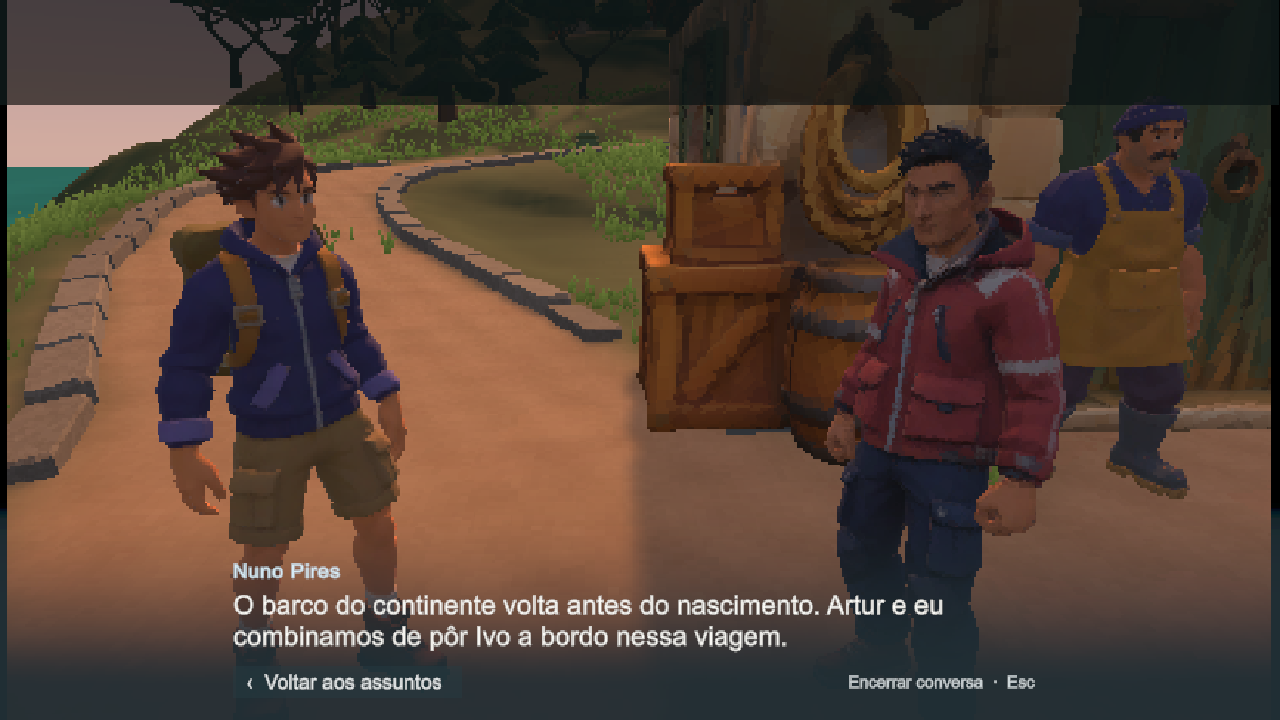 Nuno Pires
O barco do continente volta antes do nascimento. Artur e eu
combinamos de pôr Ivo a bordo nessa viagem.
‹ Voltar aos assuntos
Encerrar conversa · Esc